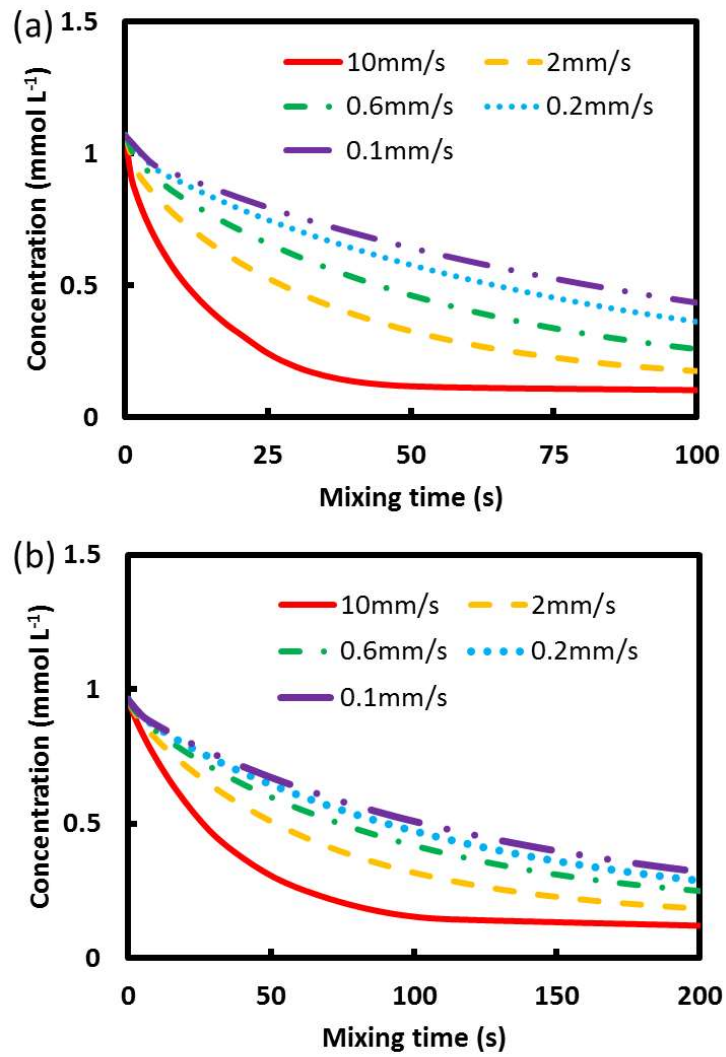 (a)
1.5
10mm/s 2mm/s
0.6mm/s 0.2mm/s
0.1mm/s
1
0.5
0
Concentration (mmol L⁻¹)
0 25 50 75 100
Mixing time (s)
(b)
1.5
10mm/s 2mm/s
0.6mm/s 0.2mm/s
0.1mm/s
1
0.5
0
Concentration (mmol L⁻¹)
0 50 100 150 200
Mixing time (s)